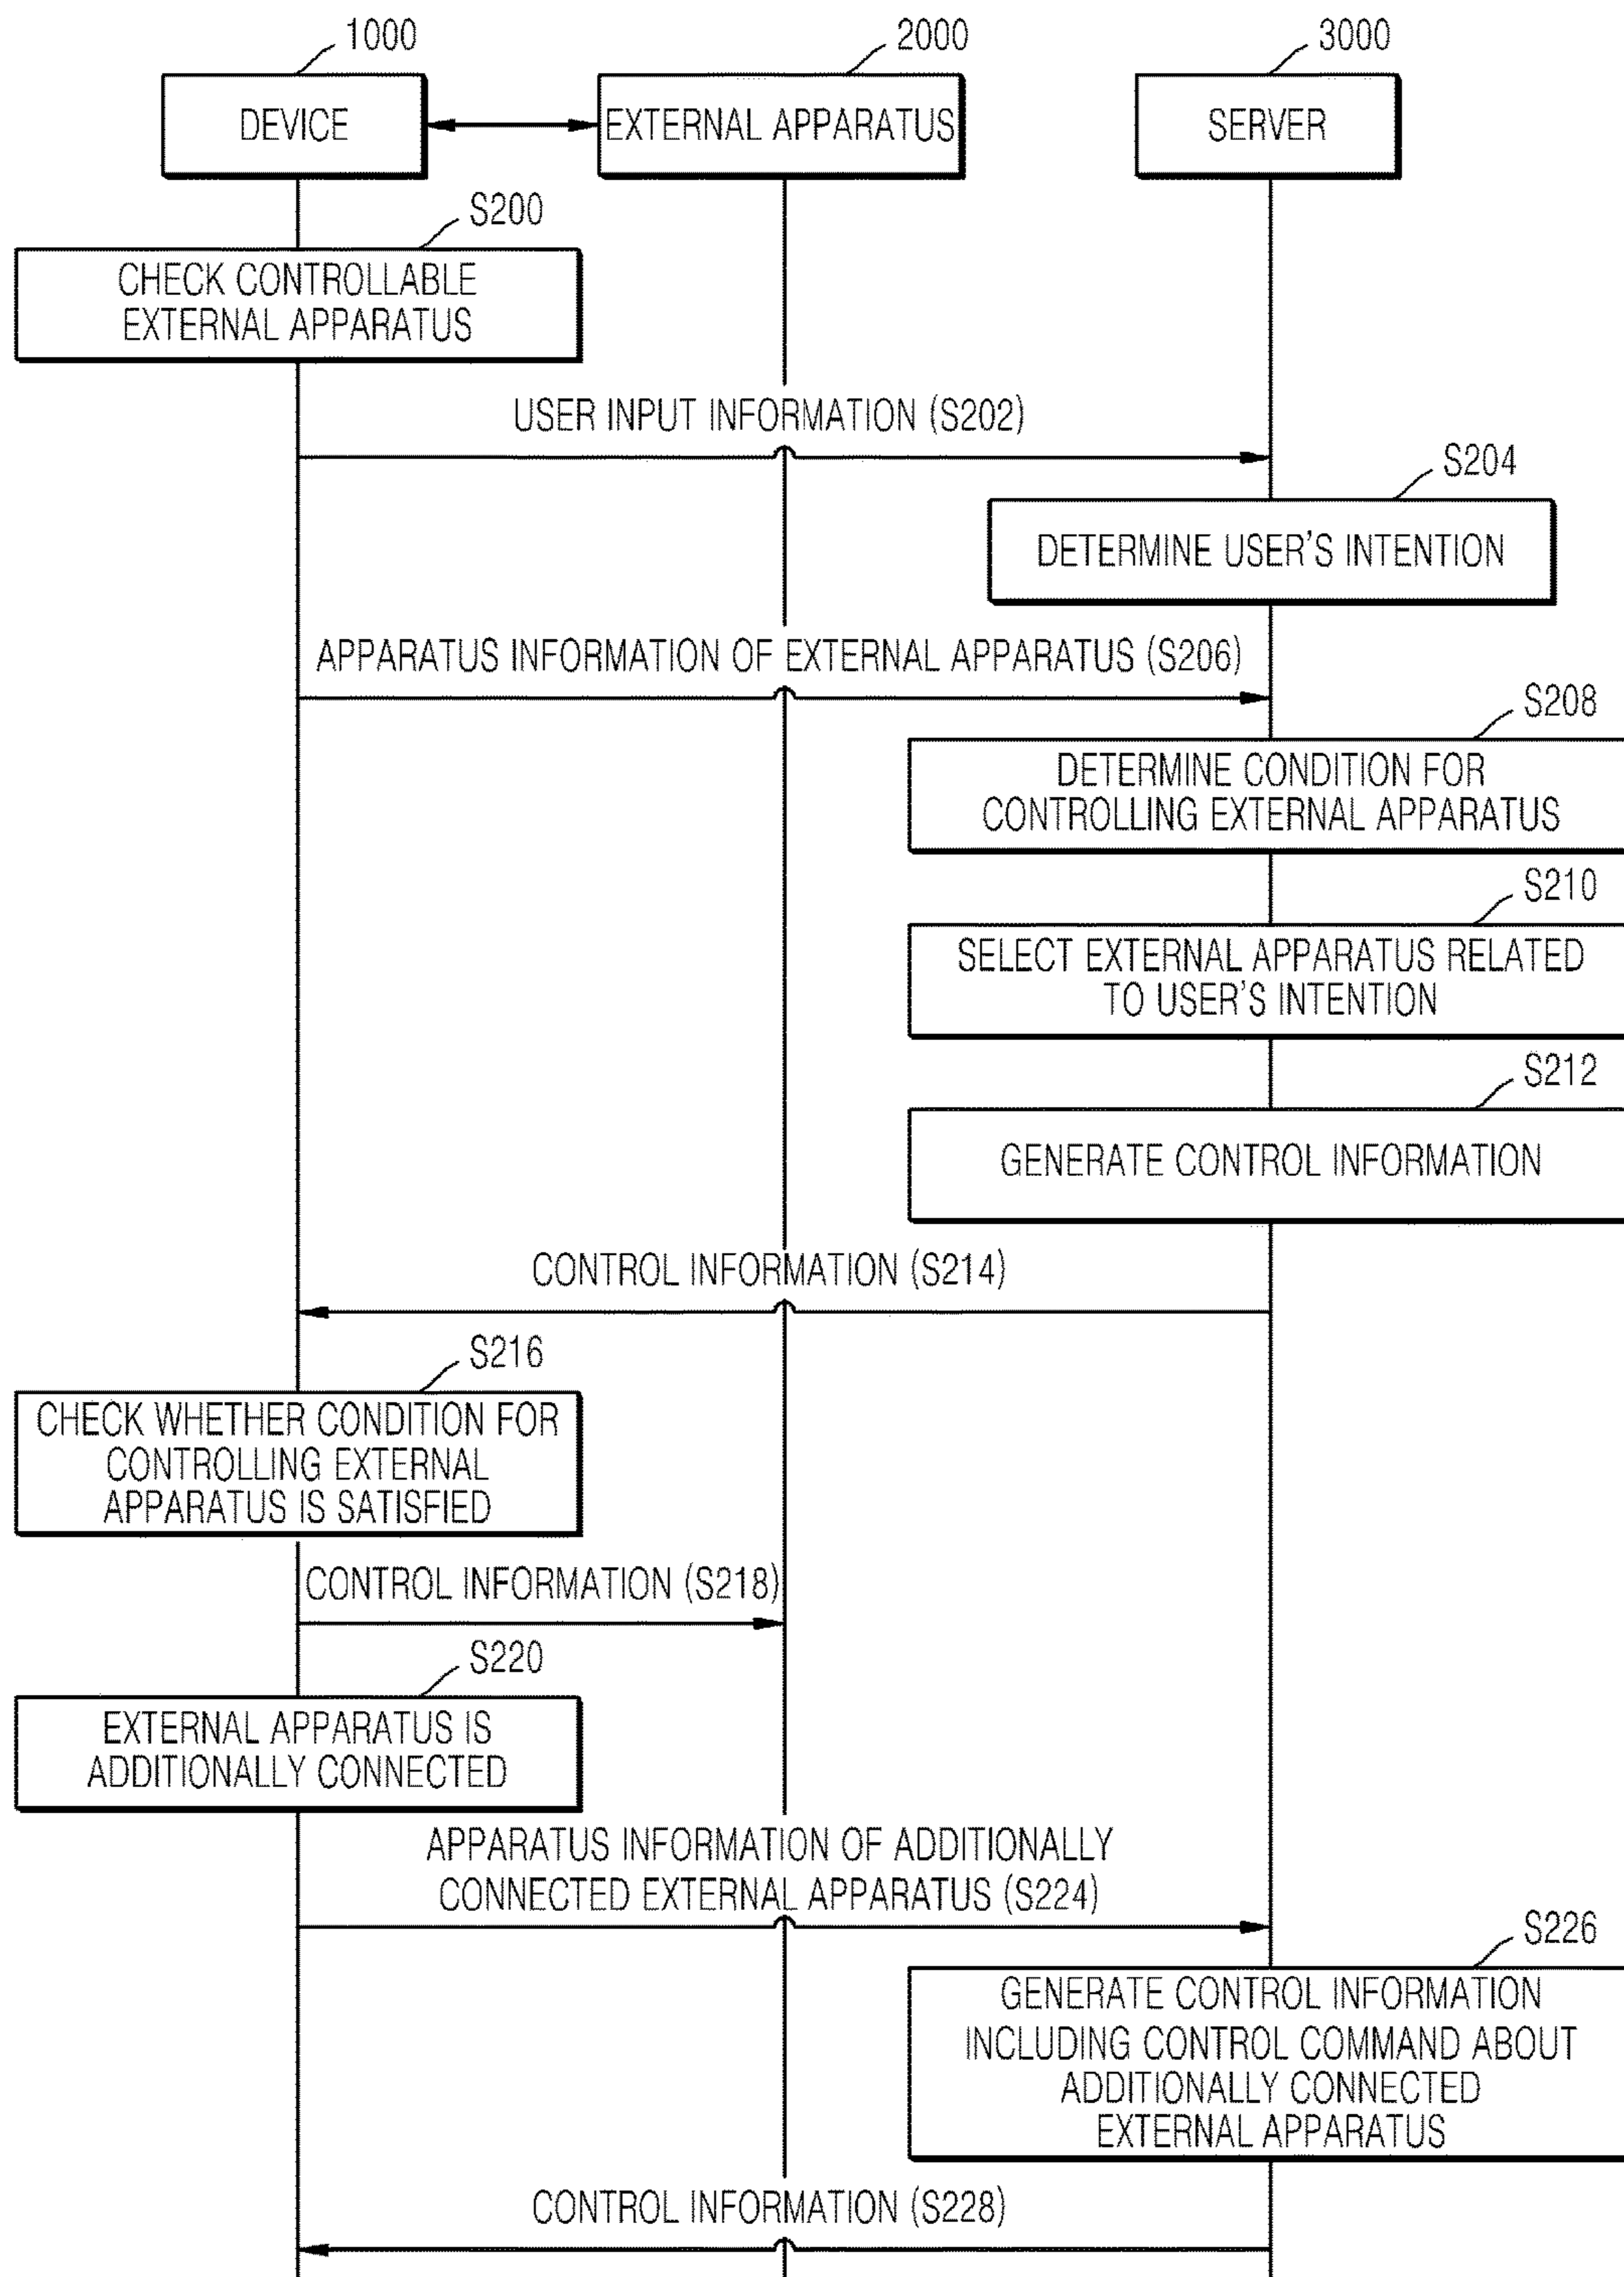 1000
2000
3000
DEVICE
EXTERNAL APPARATUS
SERVER
S200
CHECK CONTROLLABLE
EXTERNAL APPARATUS
USER INPUT INFORMATION (S202)
S204
DETERMINE USER'S INTENTION
APPARATUS INFORMATION OF EXTERNAL APPARATUS (S206)
S208
DETERMINE CONDITION FOR
CONTROLLING EXTERNAL APPARATUS
S210
SELECT EXTERNAL APPARATUS RELATED
TO USER'S INTENTION
S212
GENERATE CONTROL INFORMATION
CONTROL INFORMATION (S214)
S216
CHECK WHETHER CONDITION FOR
CONTROLLING EXTERNAL
APPARATUS IS SATISFIED
CONTROL INFORMATION (S218)
S220
EXTERNAL APPARATUS IS
ADDITIONALLY CONNECTED
APPARATUS INFORMATION OF ADDITIONALLY
CONNECTED EXTERNAL APPARATUS (S224)
S226
GENERATE CONTROL INFORMATION
INCLUDING CONTROL COMMAND ABOUT
ADDITIONALLY CONNECTED
EXTERNAL APPARATUS
CONTROL INFORMATION (S228)